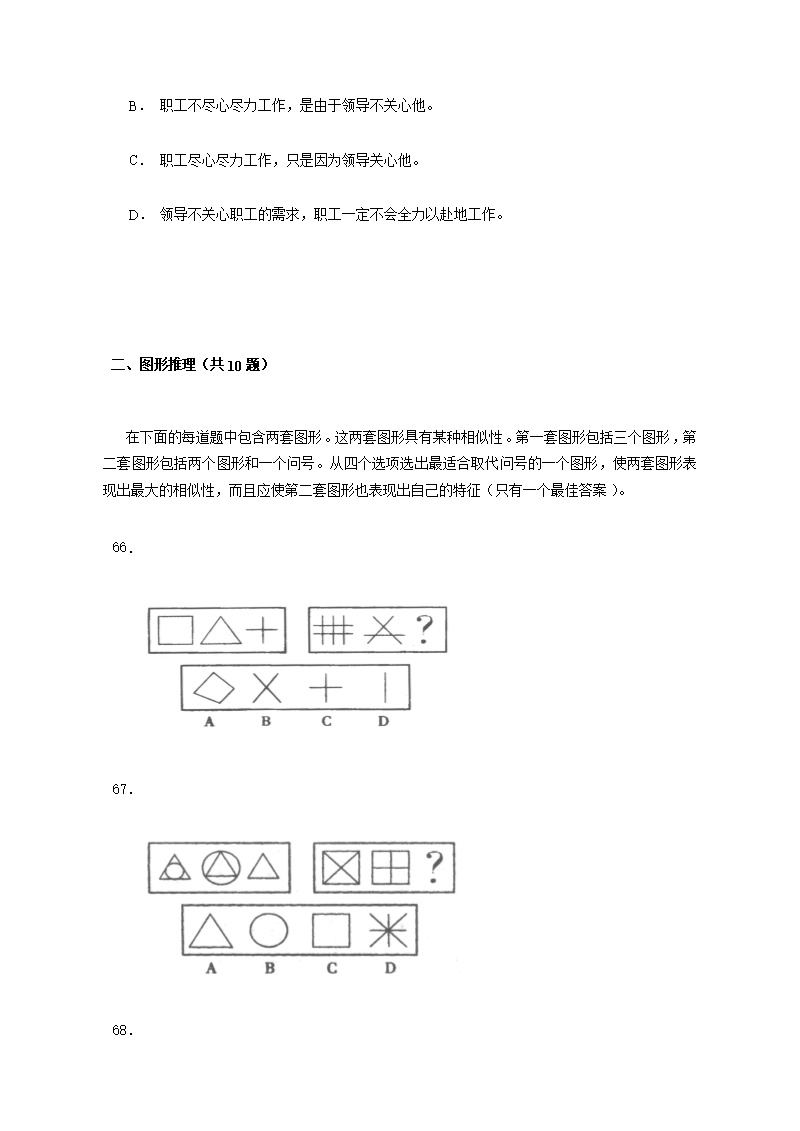 B． 职工不尽心尽力工作，是由于领导不关心他。
C． 职工尽心尽力工作，只是因为领导关心他。
D． 领导不关心职工的需求，职工一定不会全力以赴地工作。
二、图形推理（共10题）
在下面的每道题中包含两套图形。这两套图形具有某种相似性。第一套图形包括三个图形，第
二套图形包括两个图形和一个问号。从四个选项选出最适合取代问号的一个图形，使两套图形表
现出最大的相似性，而且应使第二套图形也表现出自己的特征（只有一个最佳答案）。
66．
?
A B C D
67．
?
A B C D
68．